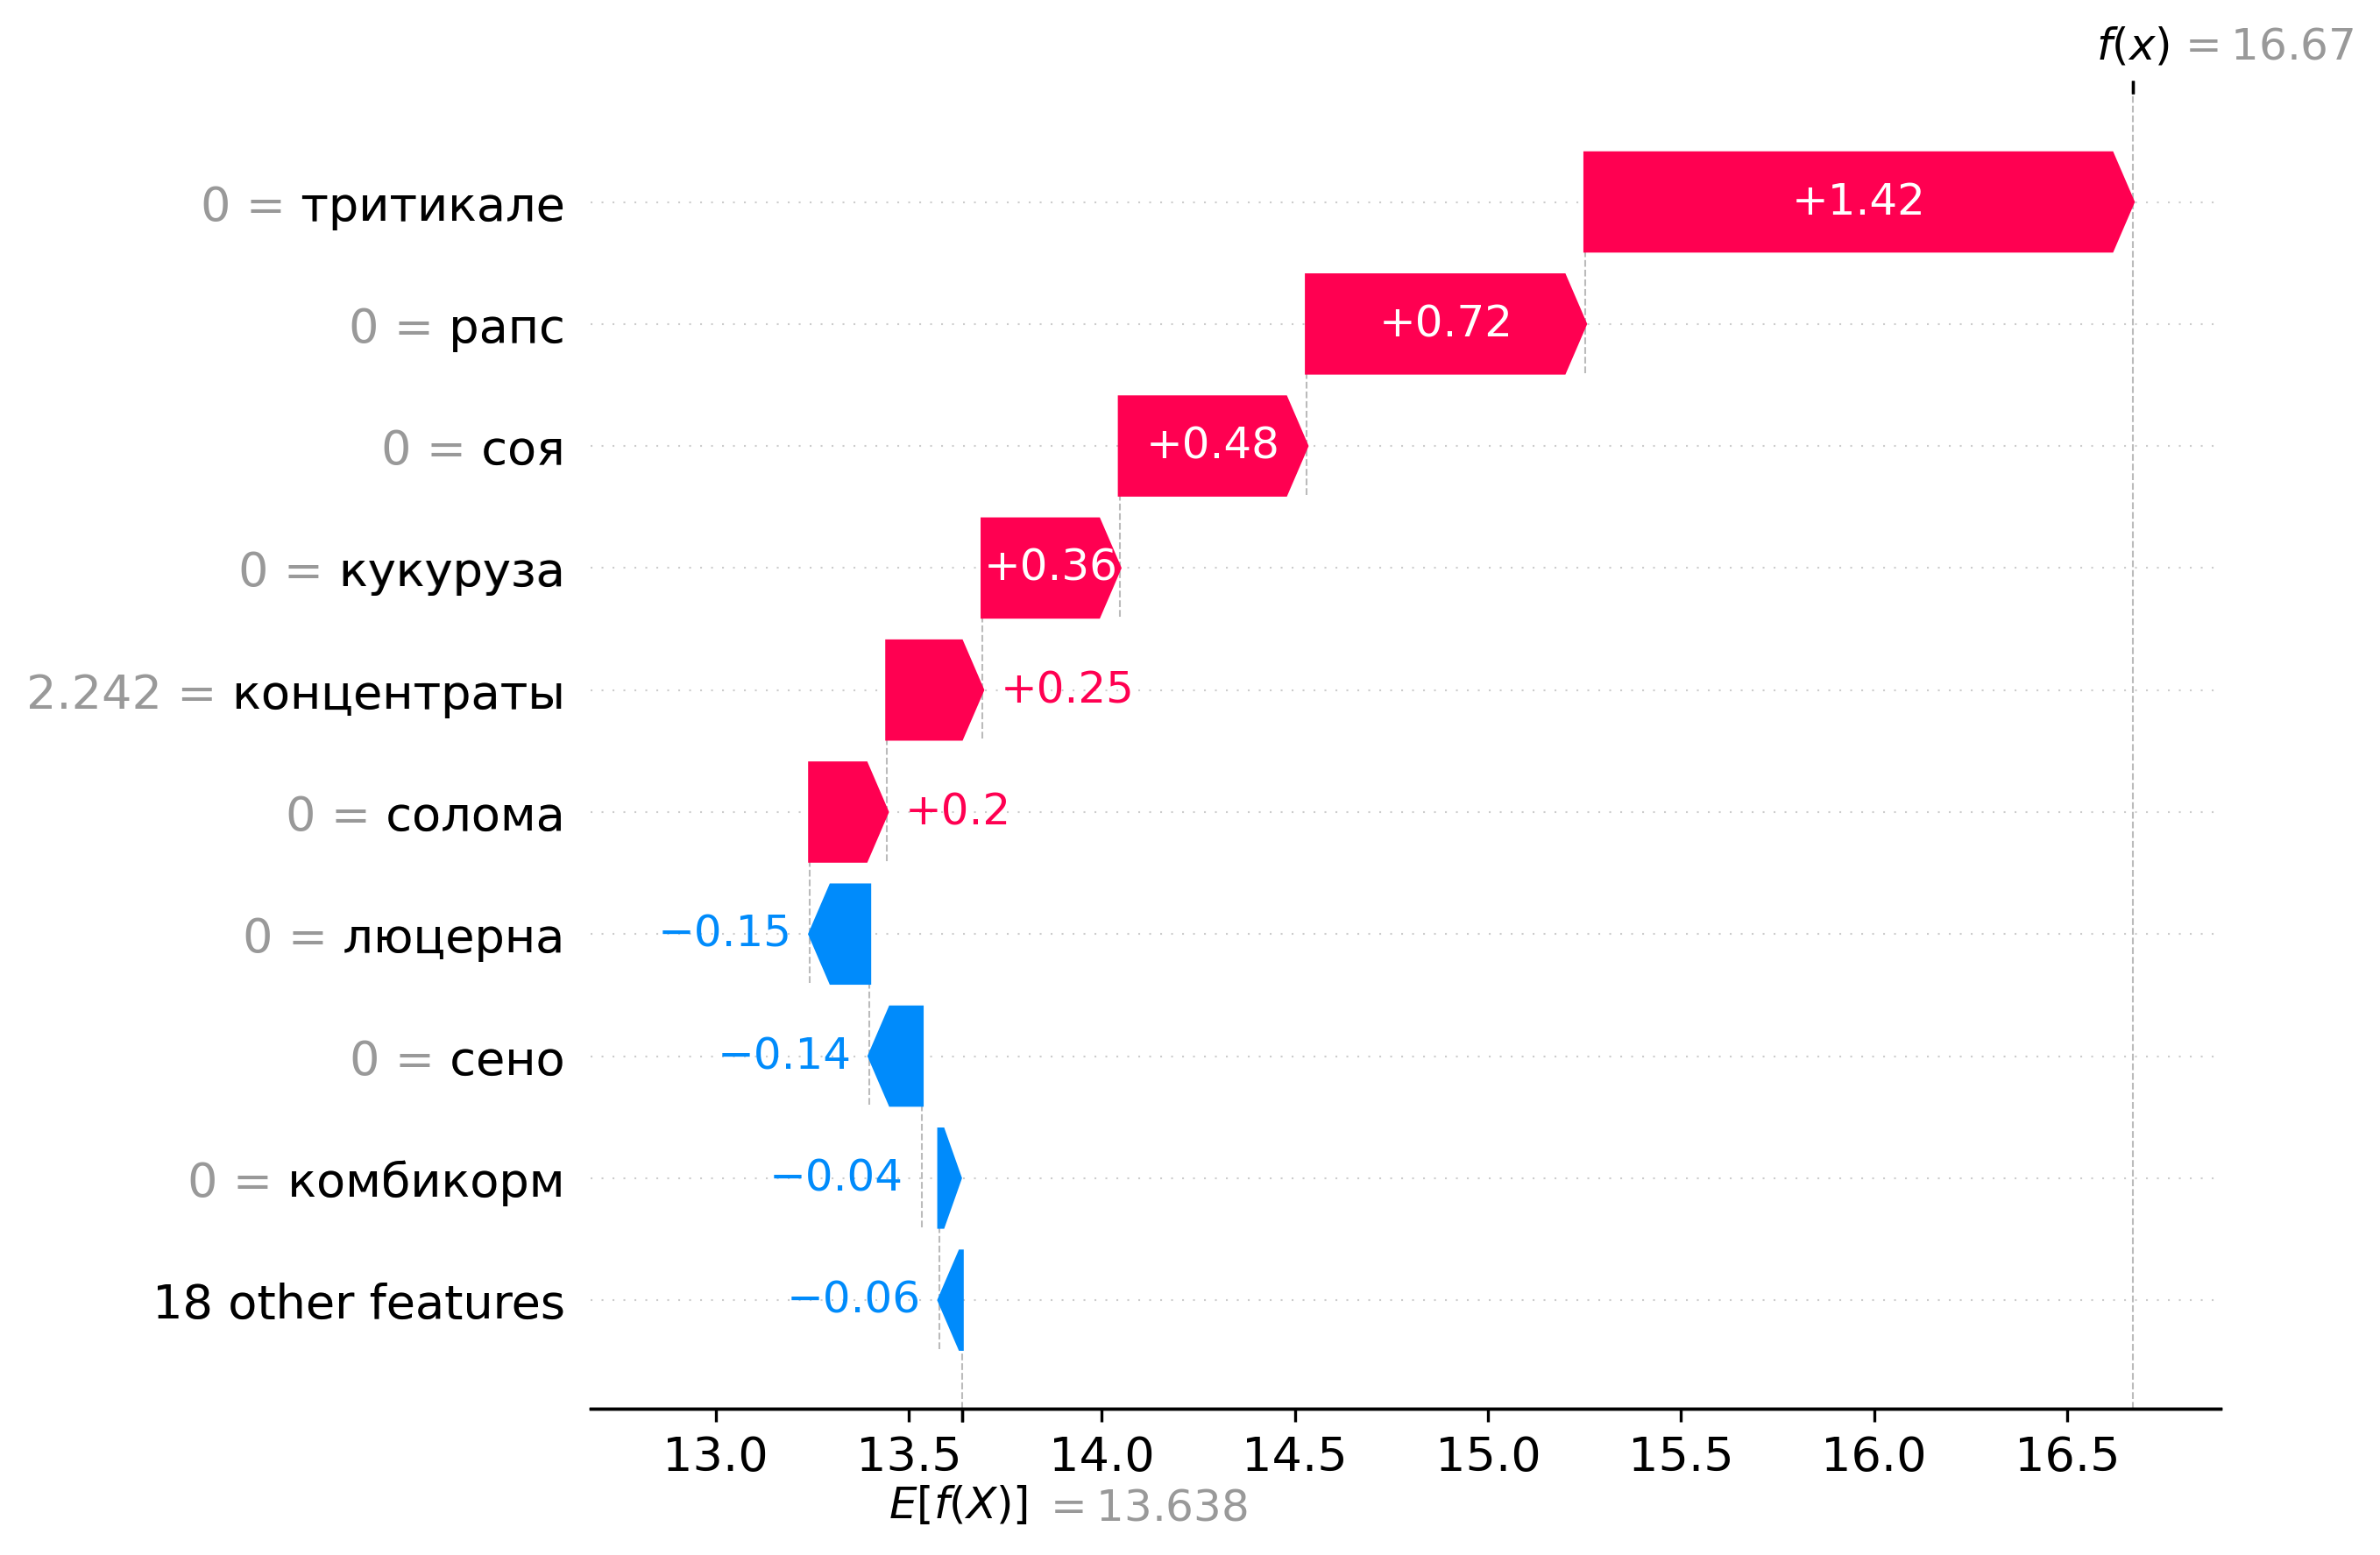 f(x) = 16.67
0 = тритикале +1.42
0 = рапс +0.72
0 = соя +0.48
0 = кукуруза +0.36
2.242 = концентраты +0.25
0 = солома +0.2
0 = люцерна −0.15
0 = сено −0.14
0 = комбикорм −0.04
18 other features −0.06
13.0 13.5 14.0 14.5 15.0 15.5 16.0 16.5
E[f(X)] = 13.638